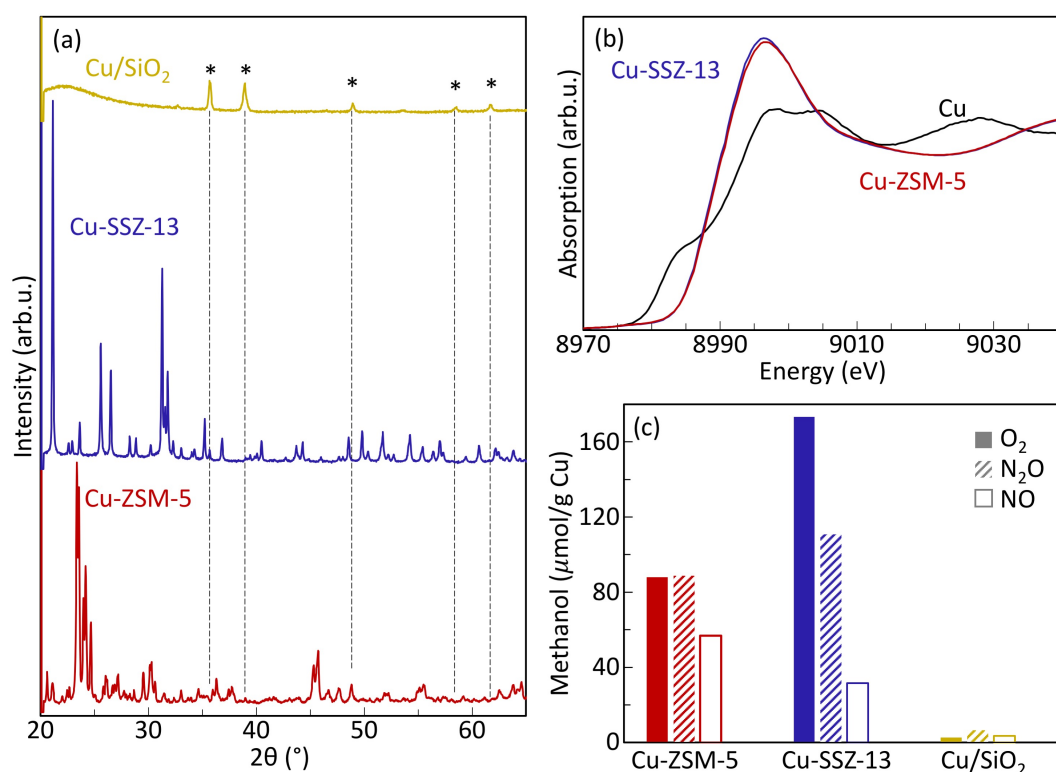 (a)
Cu/SiO₂
* * * * *
Cu-SSZ-13
Cu-ZSM-5
Intensity (arb.u.)
20 30 40 50 60
2θ (°)
(b)
Cu-SSZ-13
Cu
Cu-ZSM-5
Absorption (arb.u.)
8970 8990 9010 9030
Energy (eV)
(c)
O₂
N₂O
NO
Methanol (μmol/g Cu)
160
120
80
40
0
Cu-ZSM-5 Cu-SSZ-13 Cu/SiO₂